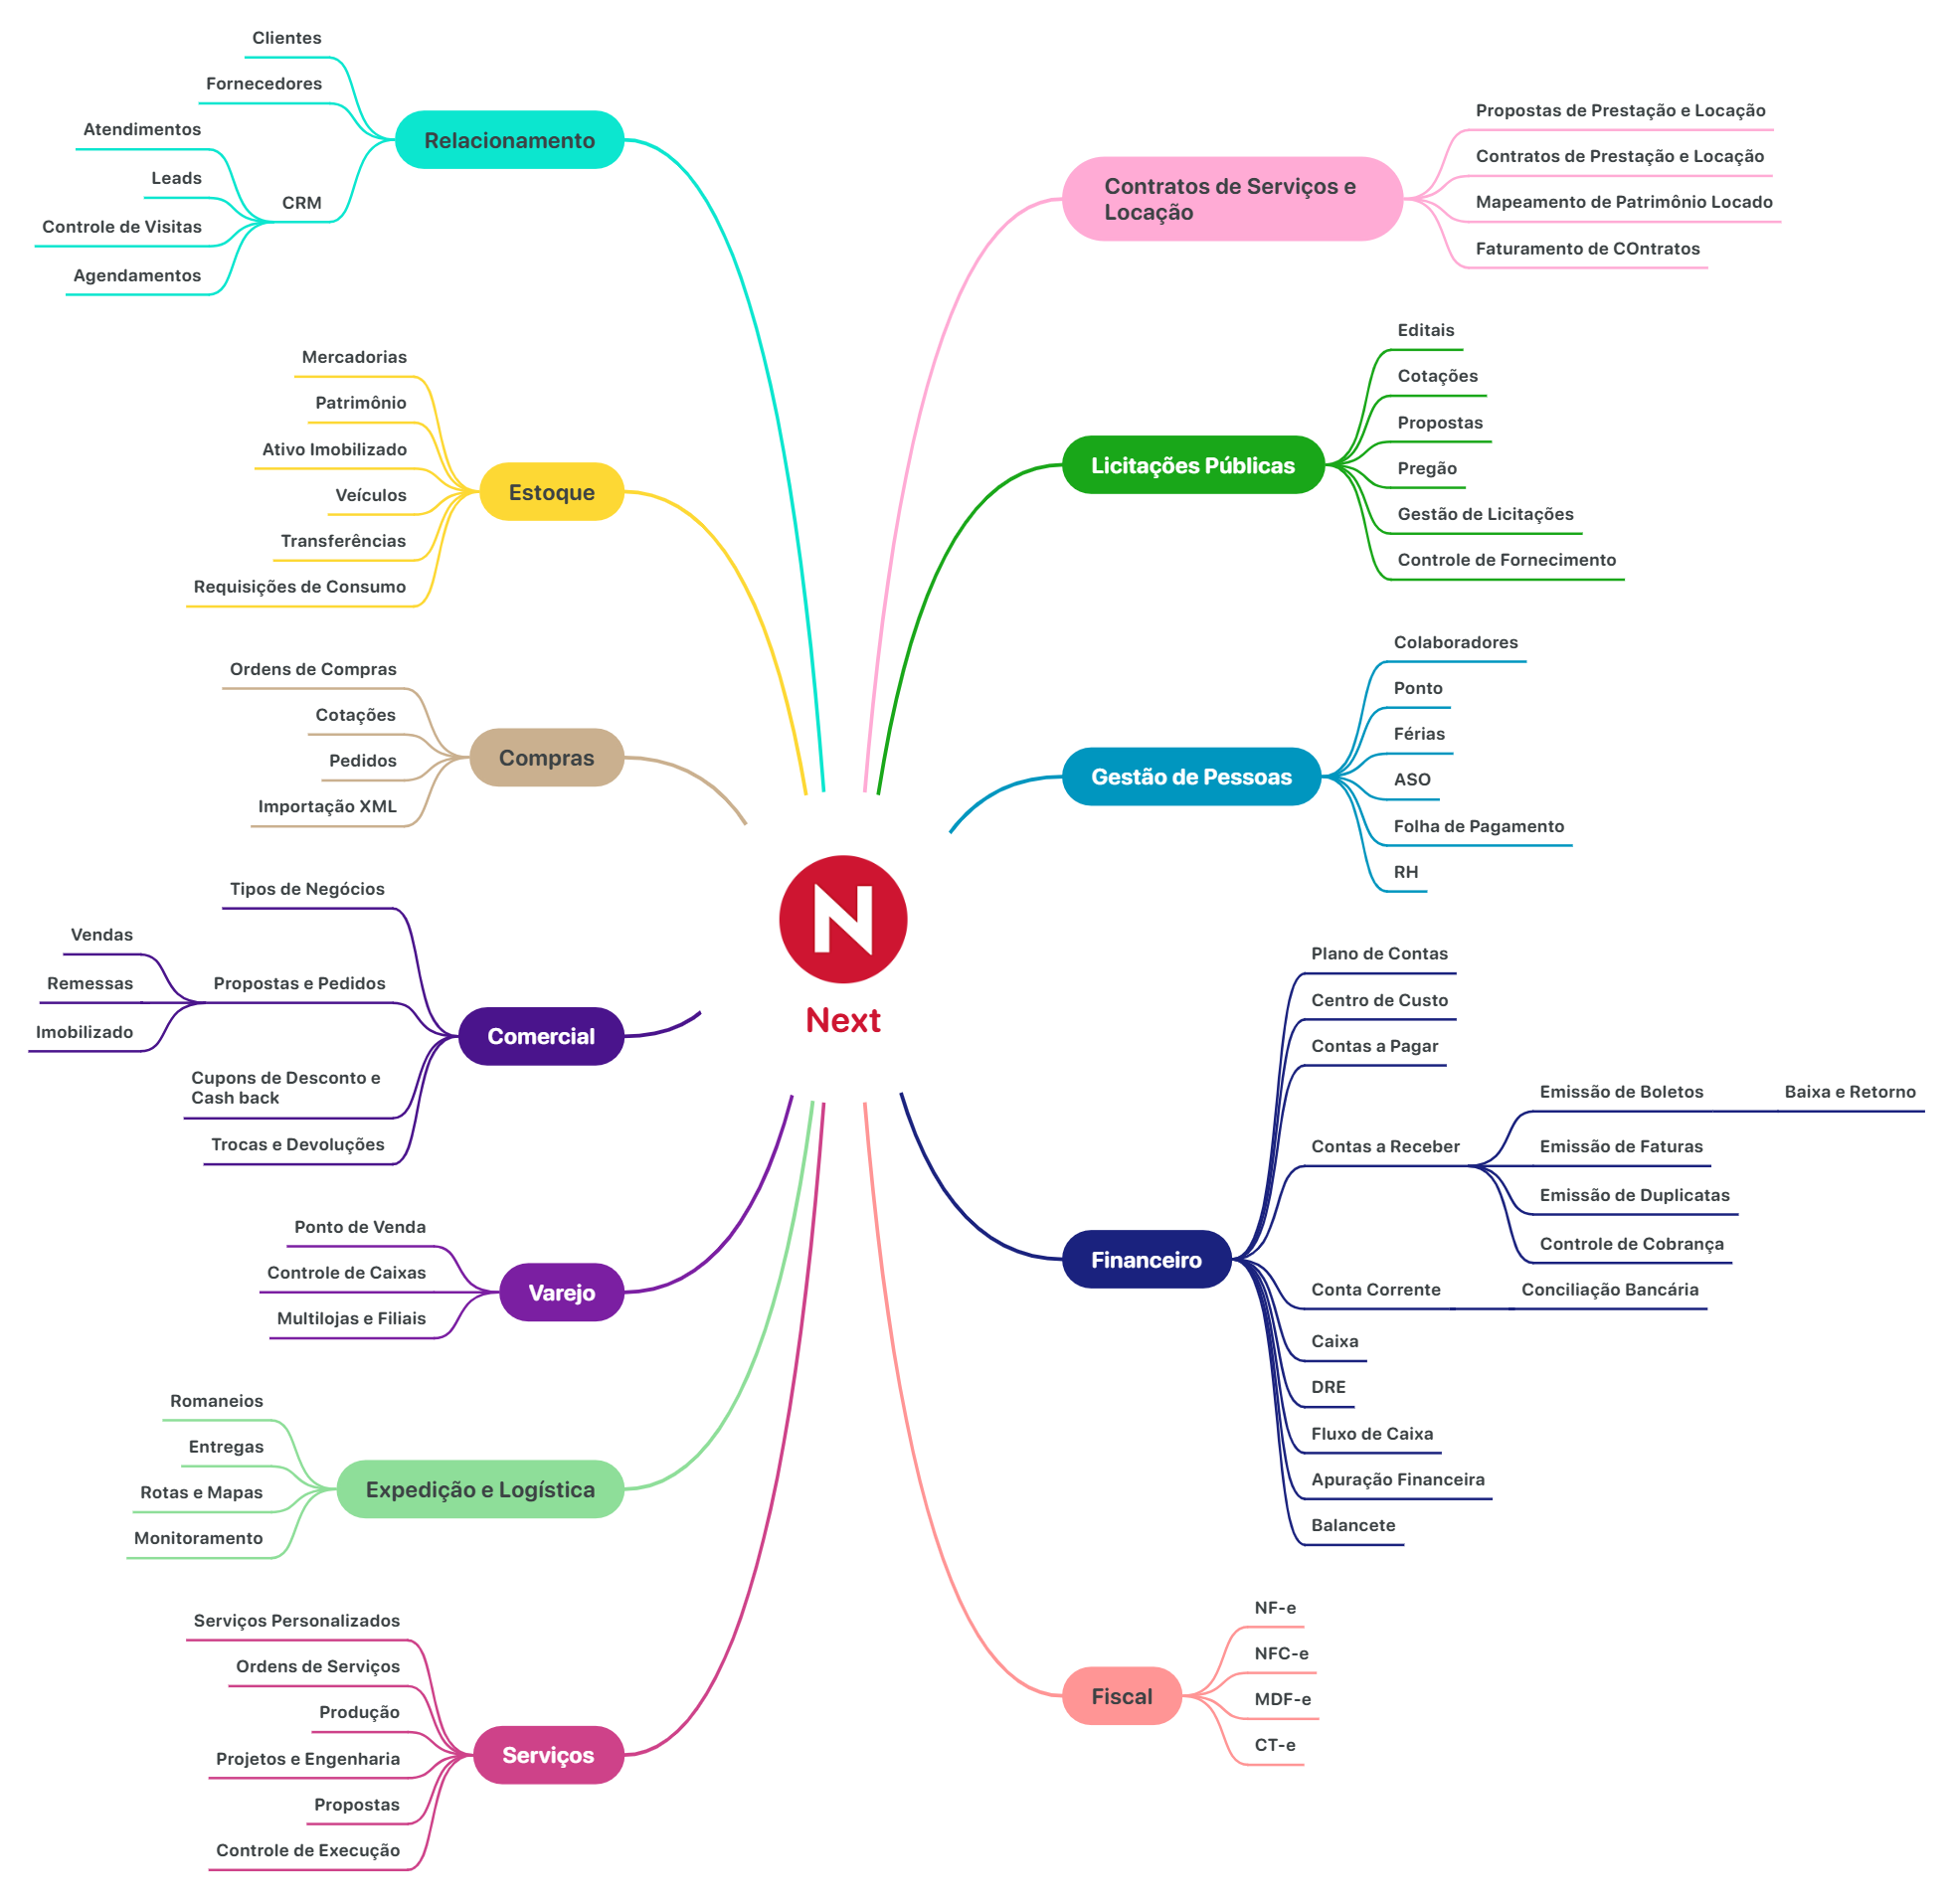 Clientes
Fornecedores
Atendimentos
Leads
Controle de Visitas
Agendamentos
CRM
Relacionamento
Mercadorias
Patrimônio
Ativo Imobilizado
Veículos
Transferências
Requisições de Consumo
Estoque
Ordens de Compras
Cotações
Pedidos
Importação XML
Compras
Tipos de Negócios
Vendas
Remessas
Imobilizado
Propostas e Pedidos
Cupons de Desconto e
Cash back
Trocas e Devoluções
Comercial
Ponto de Venda
Controle de Caixas
Multilojas e Filiais
Varejo
Romaneios
Entregas
Rotas e Mapas
Monitoramento
Expedição e Logística
Serviços Personalizados
Ordens de Serviços
Produção
Projetos e Engenharia
Propostas
Controle de Execução
Serviços
N
Next
Contratos de Serviços e
Locação
Propostas de Prestação e Locação
Contratos de Prestação e Locação
Mapeamento de Patrimônio Locado
Faturamento de COntratos
Licitações Públicas
Editais
Cotações
Propostas
Pregão
Gestão de Licitações
Controle de Fornecimento
Gestão de Pessoas
Colaboradores
Ponto
Férias
ASO
Folha de Pagamento
RH
Financeiro
Plano de Contas
Centro de Custo
Contas a Pagar
Contas a Receber
Emissão de Boletos
Baixa e Retorno
Emissão de Faturas
Emissão de Duplicatas
Controle de Cobrança
Conta Corrente
Conciliação Bancária
Caixa
DRE
Fluxo de Caixa
Apuração Financeira
Balancete
Fiscal
NF-e
NFC-e
MDF-e
CT-e